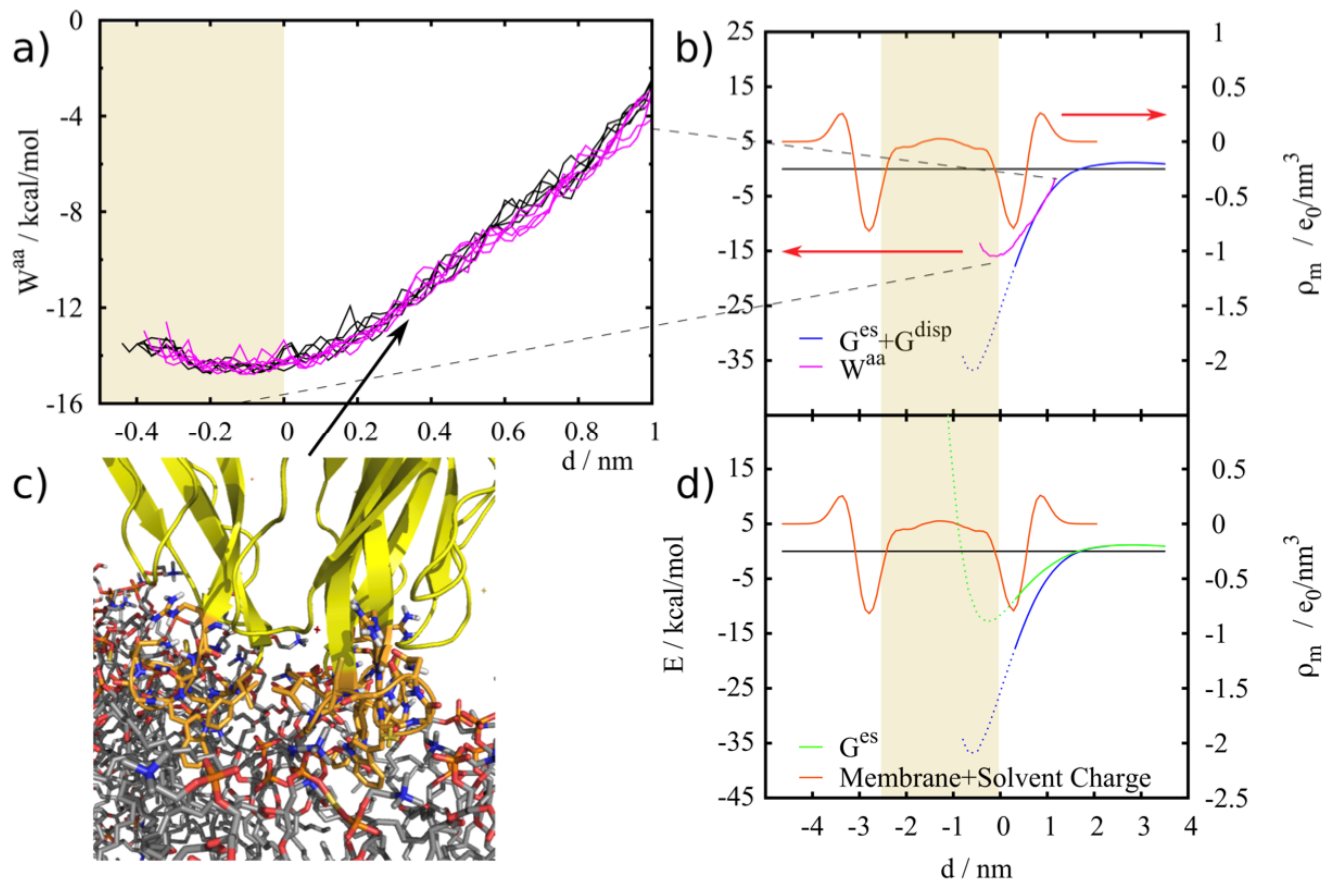 a)
0
-4
-8
-12
-16
W^aa / kcal/mol
-0.4 -0.2 0 0.2 0.4 0.6 0.8 1
d / nm
b)
25
15
5
-5
-15
-25
-35
1
0.5
0
-0.5
-1
-1.5
-2
ρ_m / e_0/nm^3
G^es+G^disp
W^aa
c)
d)
15
5
-5
-15
-25
-35
-45
E / kcal/mol
0.5
0
-0.5
-1
-1.5
-2
-2.5
ρ_m / e_0/nm^3
G^es
Membrane+Solvent Charge
-4 -3 -2 -1 0 1 2 3 4
d / nm